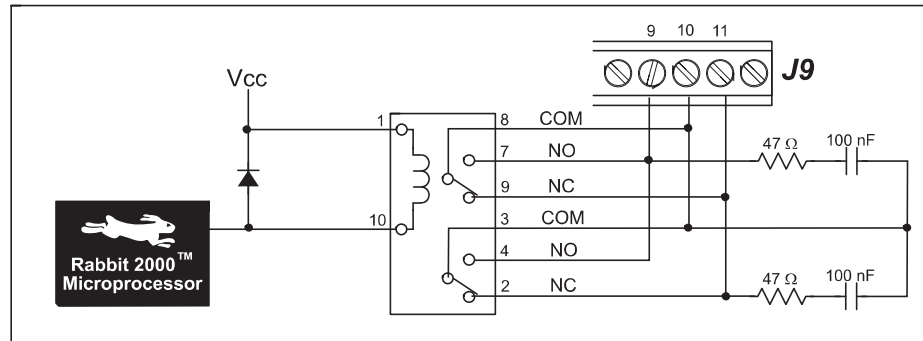 9 10 11
J9
Vcc
1
8 COM
7 NO
47 Ω 100 nF
9 NC
10
3 COM
4 NO
47 Ω 100 nF
2 NC
Rabbit 2000™
Microprocessor